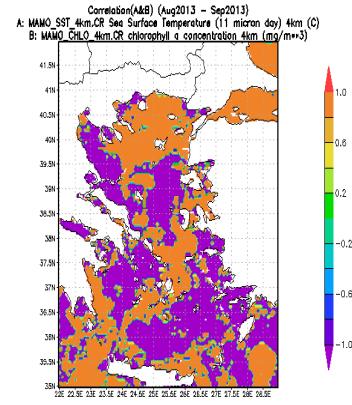 Correlation(A&B) (Aug2013 - Sep2013)
A: MAMO_SST_4km.CR Sea Surface Temperature (11 micron day) 4km (C)
B: MAMO_CHLO_4km.CR chlorophyll a concentration 4km (mg/m**3)
41.5N
41N
40.5N
40N
39.5N
39N
38.5N
38N
37.5N
37N
36.5N
36N
35.5N
35N
22E 22.5E 23E 23.5E 24E 24.5E 25E 25.5E 26E 26.5E 27E 27.5E 28E 28.5E
1.0
0.6
0.2
-0.2
-0.6
-1.0